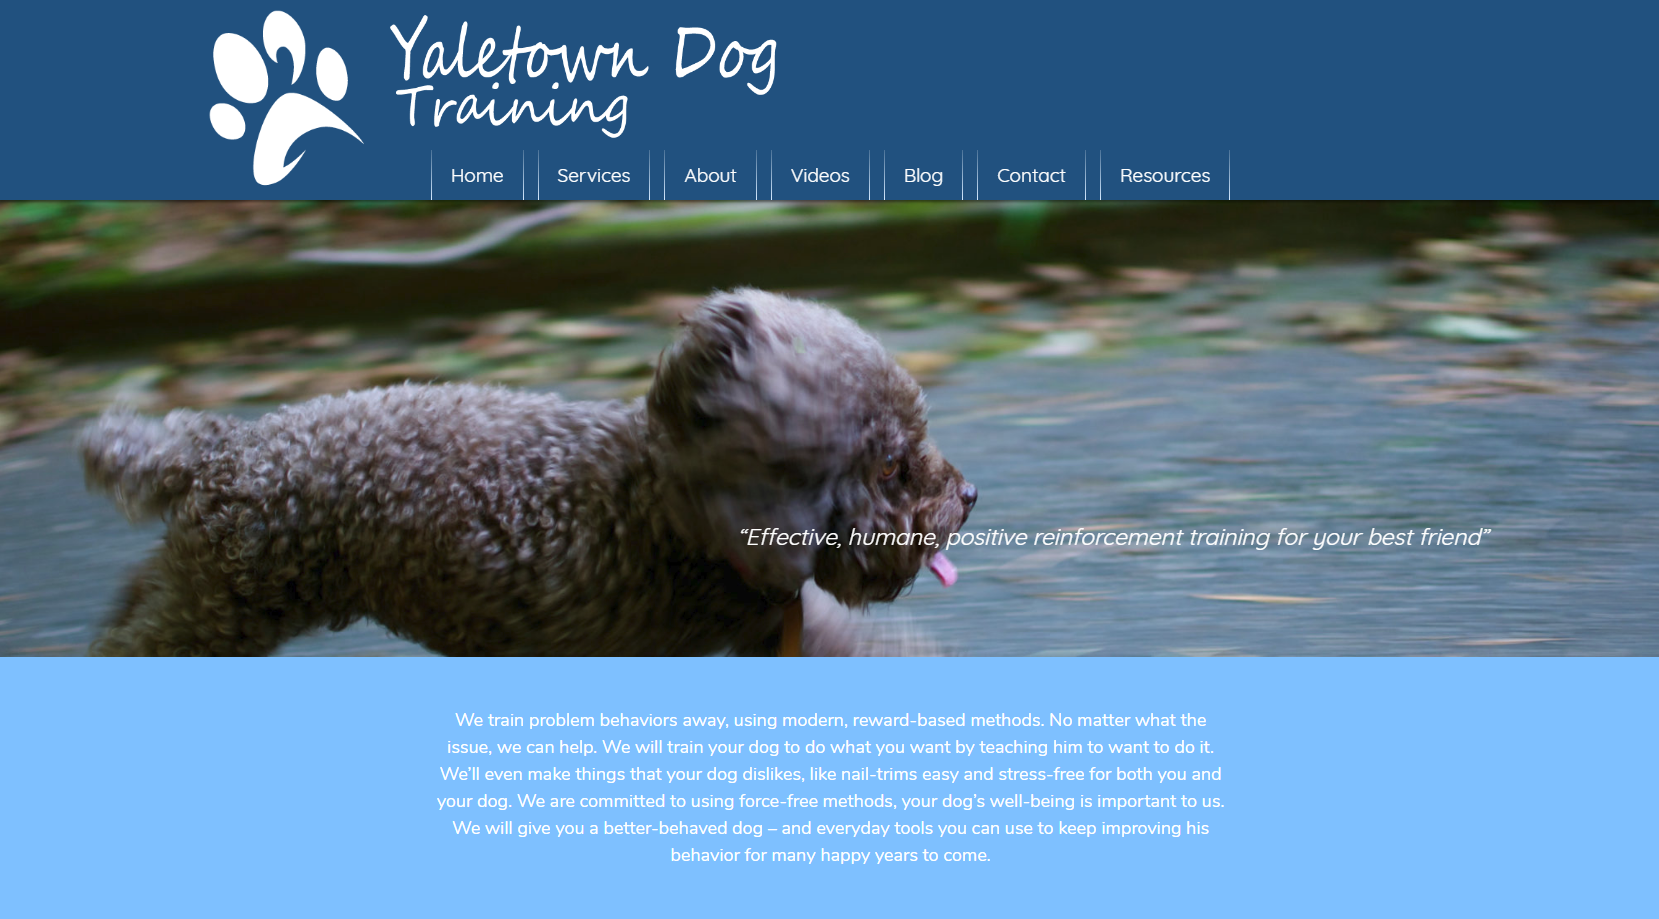 Yaletown Dog
Training
Home Services About Videos Blog Contact Resources
“Effective, humane, positive reinforcement training for your best friend”
We train problem behaviors away, using modern, reward-based methods. No matter what the
issue, we can help. We will train your dog to do what you want by teaching him to want to do it.
We’ll even make things that your dog dislikes, like nail-trims easy and stress-free for both you and
your dog. We are committed to using force-free methods, your dog’s well-being is important to us.
We will give you a better-behaved dog – and everyday tools you can use to keep improving his
behavior for many happy years to come.